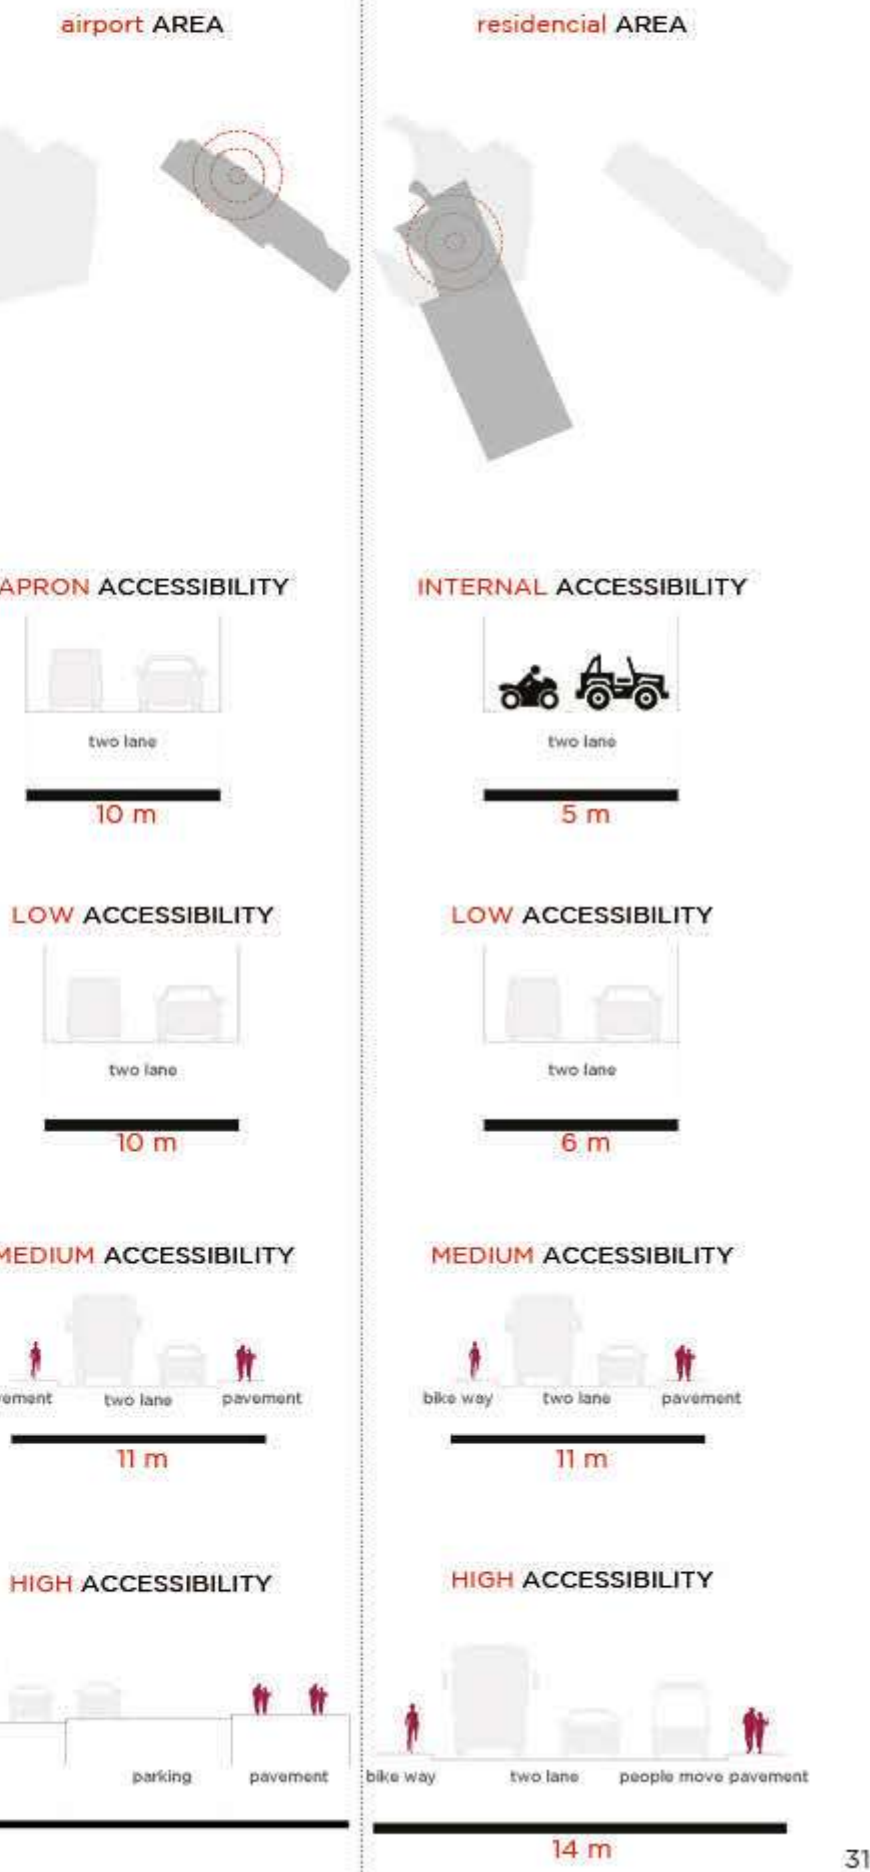 airport AREA
APRON ACCESSIBILITY
two lane
10 m
LOW ACCESSIBILITY
two lane
10 m
MEDIUM ACCESSIBILITY
ement two lane pavement
11 m
HIGH ACCESSIBILITY
parking pavement
residencial AREA
INTERNAL ACCESSIBILITY
two lane
5 m
LOW ACCESSIBILITY
two lane
6 m
MEDIUM ACCESSIBILITY
bike way two lane pavement
11 m
HIGH ACCESSIBILITY
bike way two lane people move pavement
14 m
31